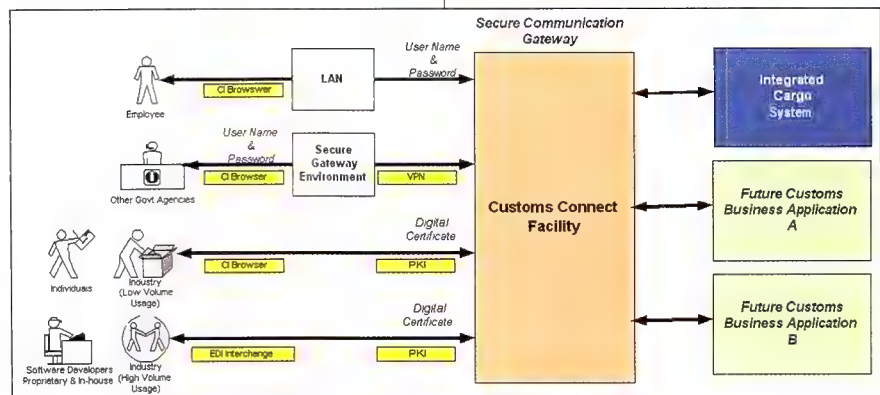 Secure Communication
Gateway
User Name
&
Password
LAN
CI Browswer
Employee
Integrated
Cargo
System
User Name
&
Password
Secure
Gateway
Environment
CI Browser
VPN
Other Govt Agencies
Customs Connect
Facility
Future Customs
Business Application
A
Digital
Certificate
CI Browser
PKI
Individuals
Industry
(Low Volume
Usage)
Digital
Certificate
EDI Interchange
PKI
Software Developers
Proprietary & In-house
Industry
(High Volume
Usage)
Future Customs
Business Application
B